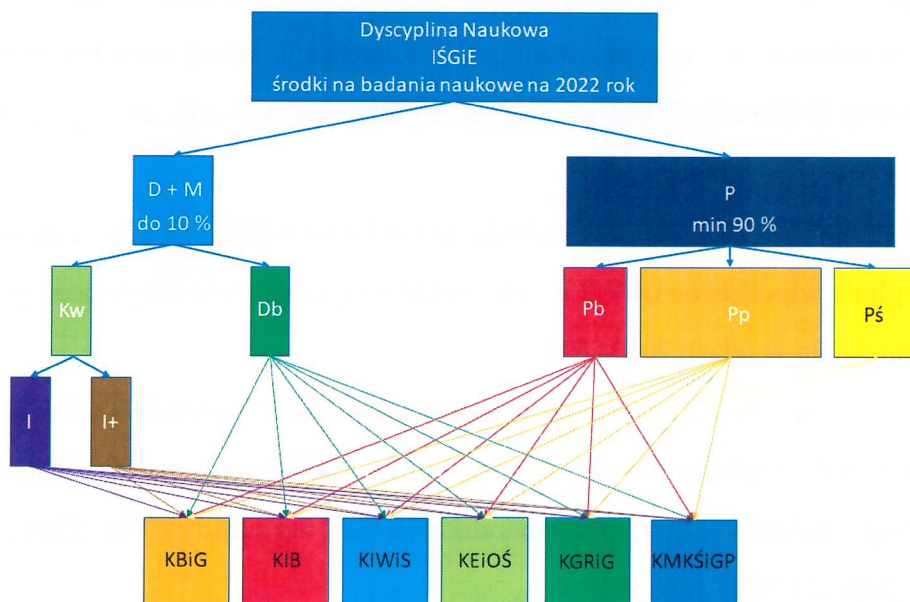 Dyscyplina Naukowa
IŚGiE
środki na badania naukowe na 2022 rok
D + M
do 10 %
P
min 90 %
Kw
Db
Pb
Pp
Pś
I
I+
KBiG
KIB
KIWiS
KEiOŚ
KGRiG
KMKŚiGP